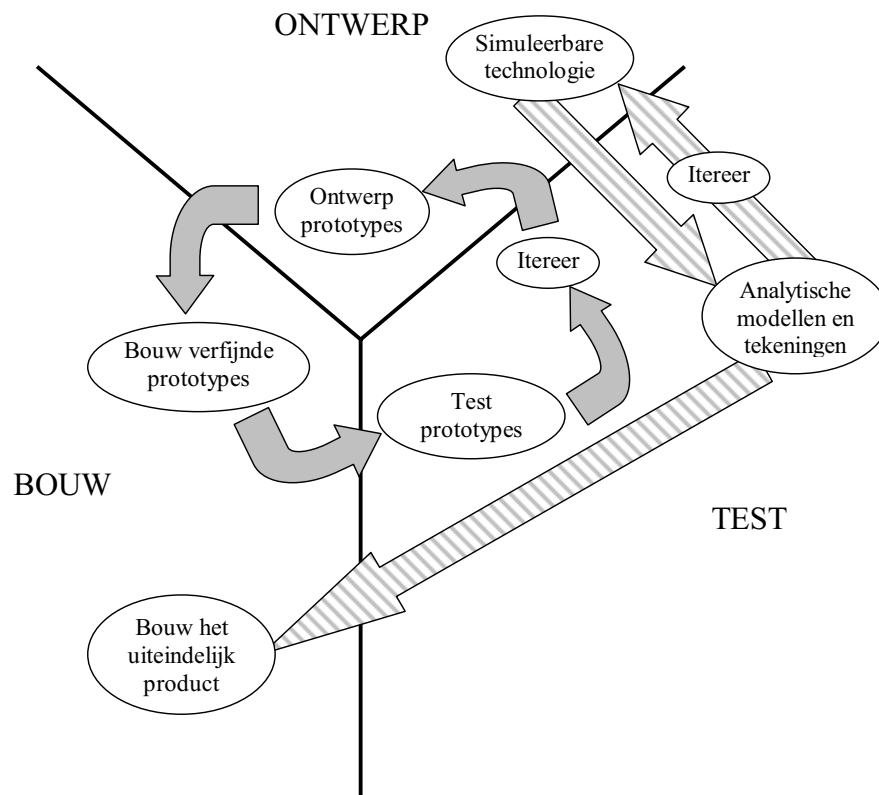 ONTWERP
Simuleerbare
technologie
Itereer
Ontwerp
prototypes
Itereer
Analytische
modellen en
tekeningen
Bouw verfijnde
prototypes
Test
prototypes
BOUW
TEST
Bouw het
uiteindelijk
product